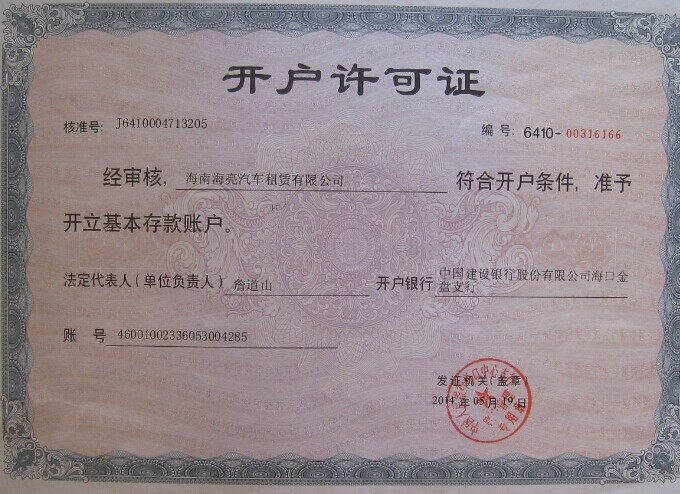 开户许可证
核准号: J6410004713205 编号: 6410-00316166
经审核, 海南海亮汽车租赁有限公司 符合开户条件, 准予
开立基本存款账户。
法定代表人(单位负责人) 詹道山 开户银行 中国建设银行股份有限公司海口金
盘支行
账 号 46001002336053004285
发证机关(盖章)
2014 年 05 月 19 日